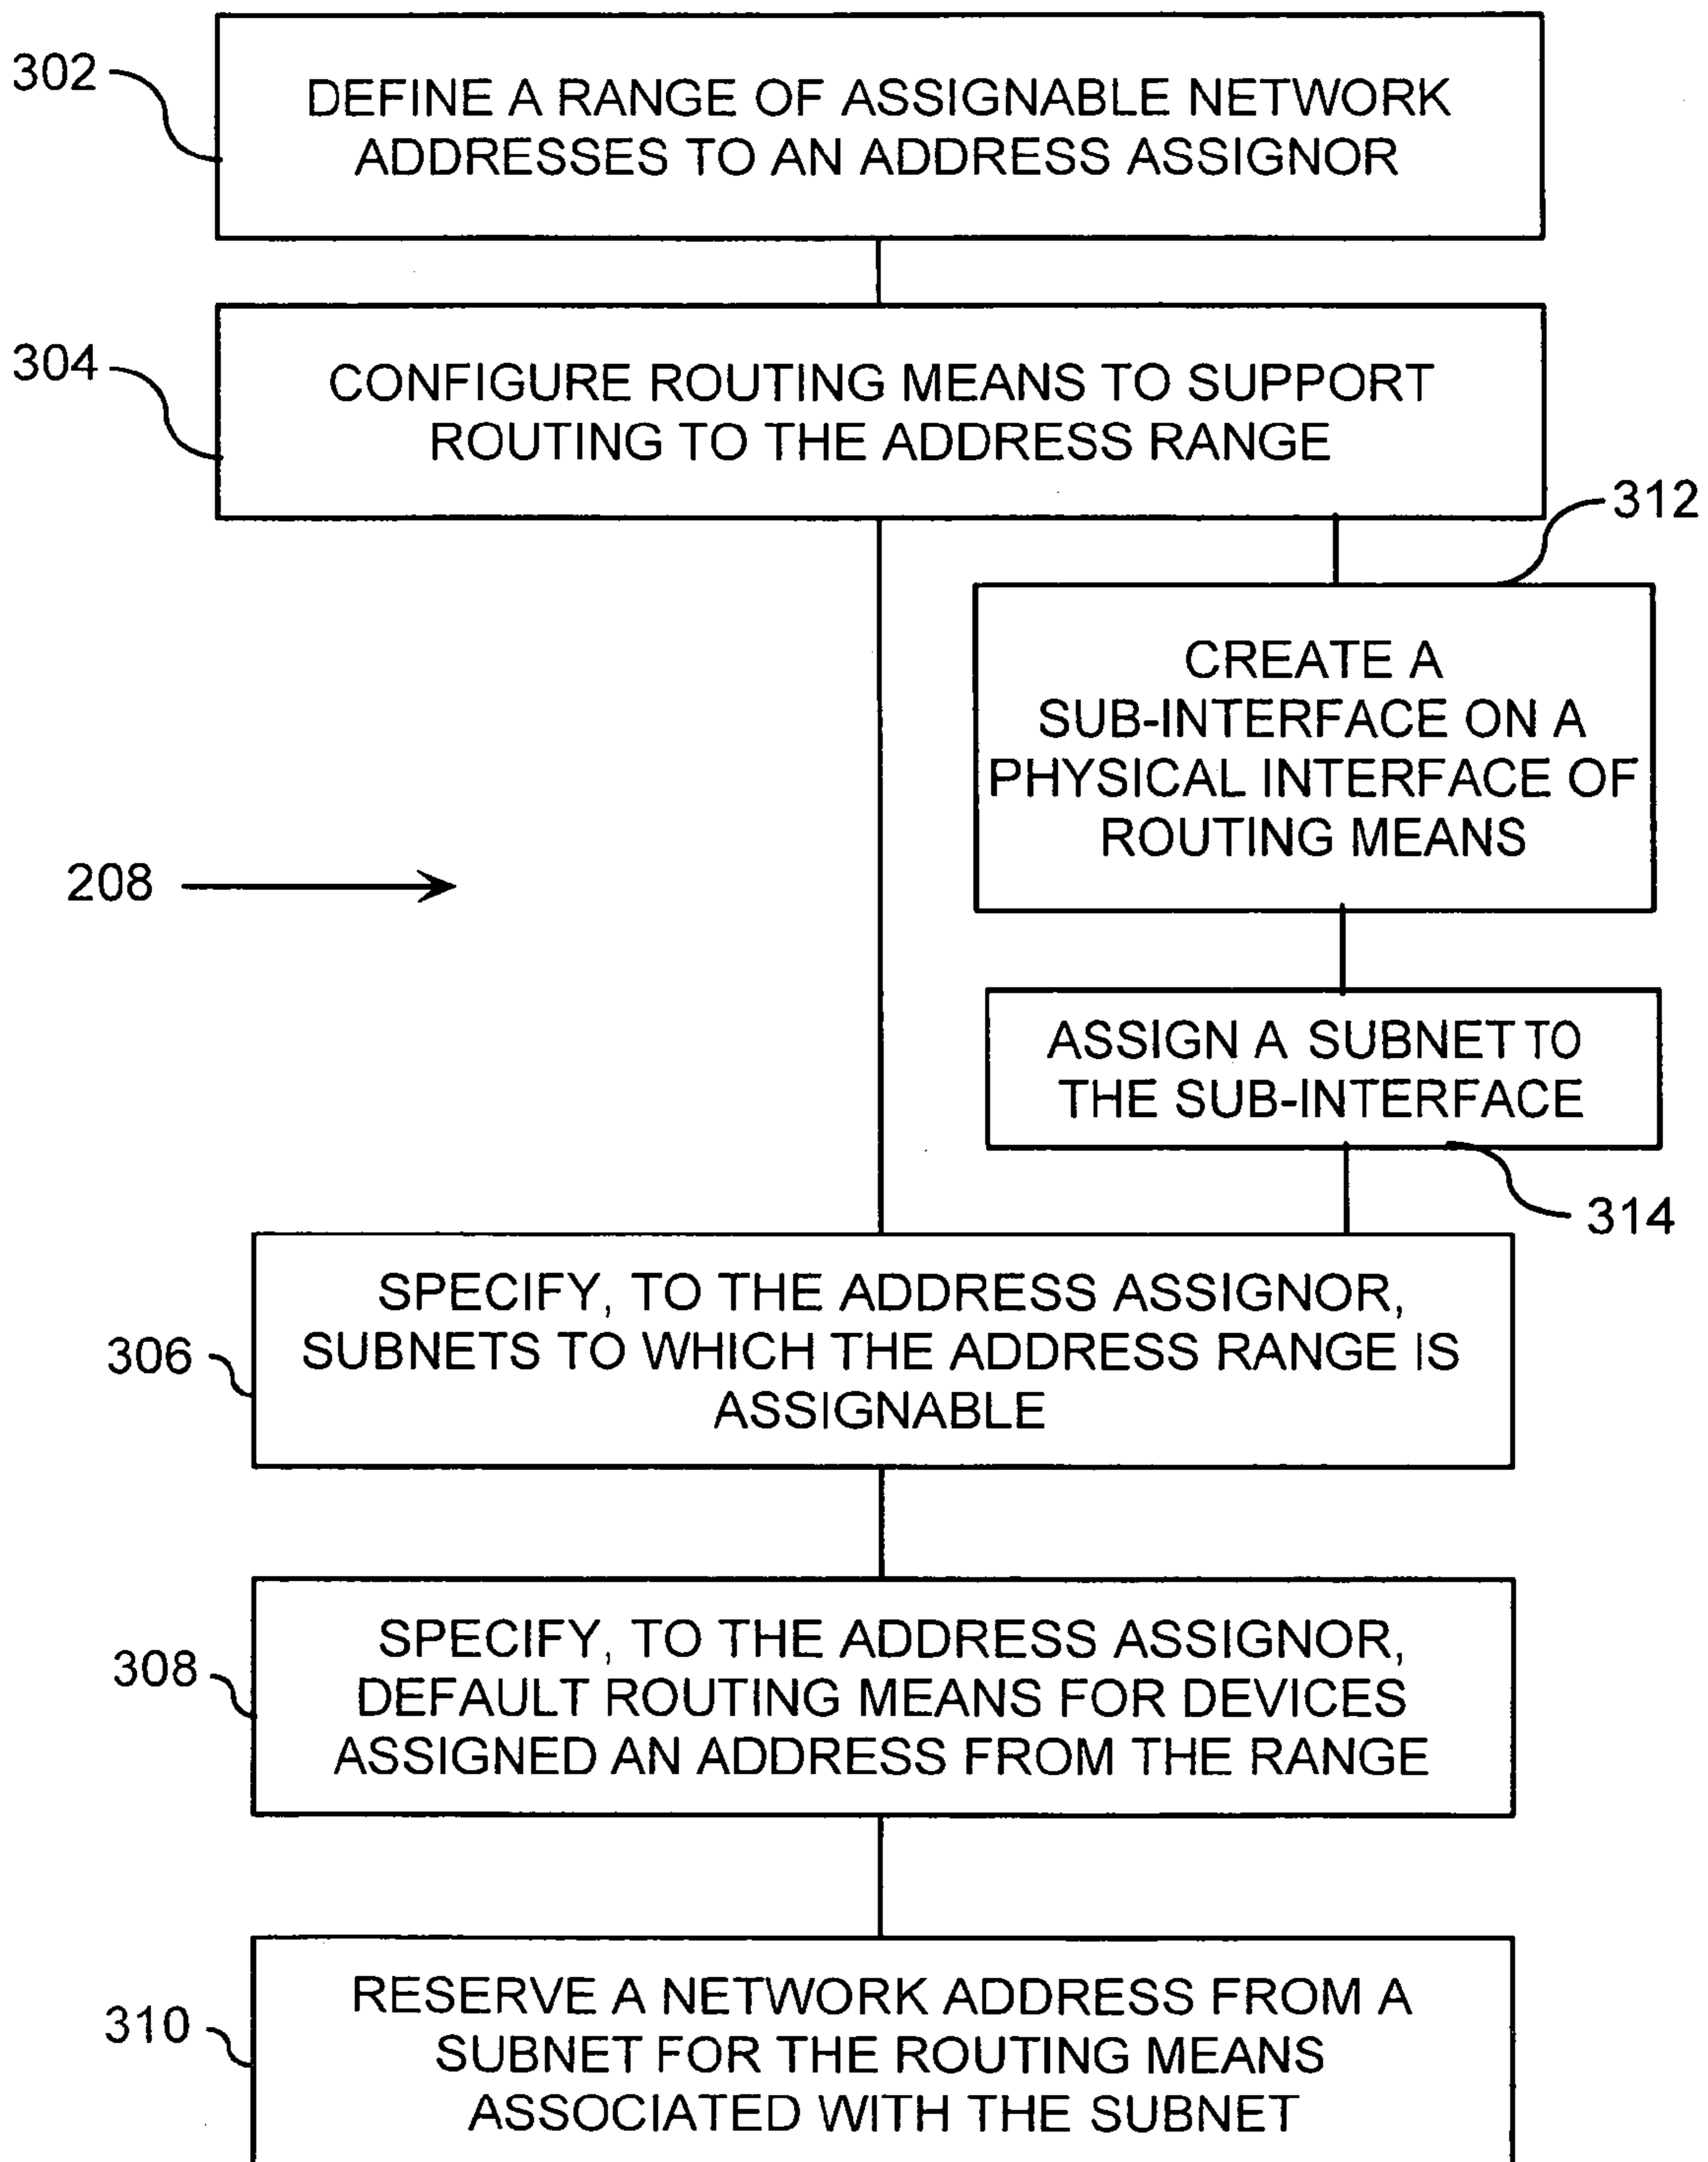 302
DEFINE A RANGE OF ASSIGNABLE NETWORK
ADDRESSES TO AN ADDRESS ASSIGNOR
304
CONFIGURE ROUTING MEANS TO SUPPORT
ROUTING TO THE ADDRESS RANGE
312
CREATE A
SUB-INTERFACE ON A
PHYSICAL INTERFACE OF
ROUTING MEANS
208
ASSIGN A SUBNET TO
THE SUB-INTERFACE
314
306
SPECIFY, TO THE ADDRESS ASSIGNOR,
SUBNETS TO WHICH THE ADDRESS RANGE IS
ASSIGNABLE
308
SPECIFY, TO THE ADDRESS ASSIGNOR,
DEFAULT ROUTING MEANS FOR DEVICES
ASSIGNED AN ADDRESS FROM THE RANGE
310
RESERVE A NETWORK ADDRESS FROM A
SUBNET FOR THE ROUTING MEANS
ASSOCIATED WITH THE SUBNET